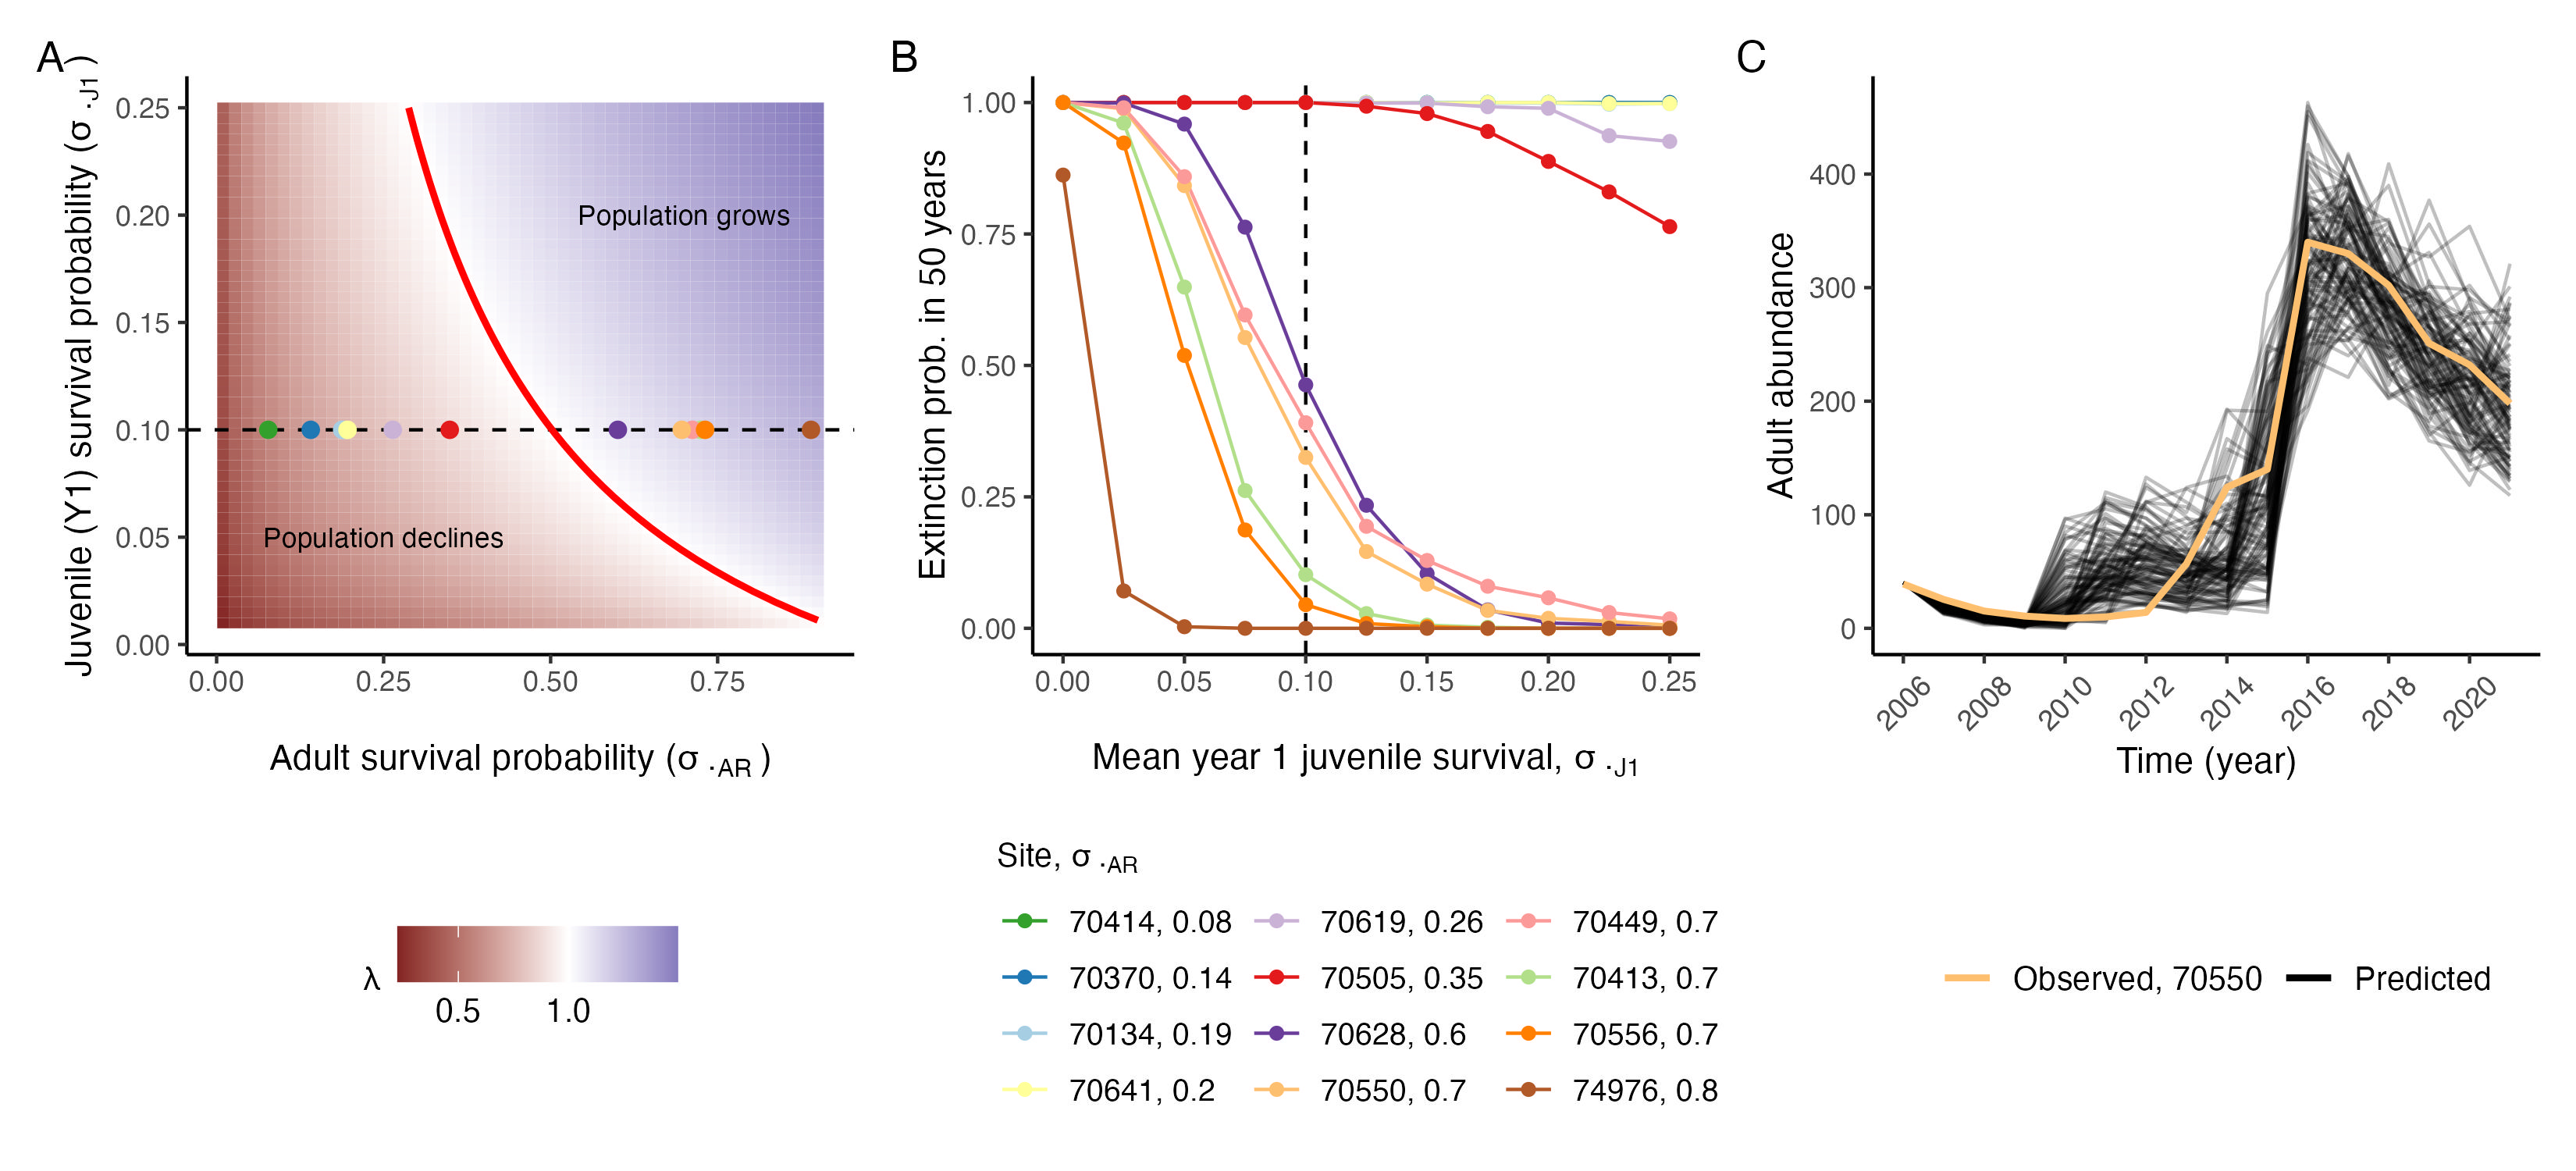 A
Juvenile (Y1) survival probability (σ ·J1 )
0.25
0.20
0.15
0.10
0.05
0.00
Population grows
Population declines
0.00 0.25 0.50 0.75
Adult survival probability (σ ·AR )
λ
0.5 1.0
B
Extinction prob. in 50 years
1.00
0.75
0.50
0.25
0.00
0.00 0.05 0.10 0.15 0.20 0.25
Mean year 1 juvenile survival, σ ·J1
Site, σ ·AR
70414, 0.08 70619, 0.26 70449, 0.7
70370, 0.14 70505, 0.35 70413, 0.7
70134, 0.19 70628, 0.6 70556, 0.7
70641, 0.2 70550, 0.7 74976, 0.8
C
Adult abundance
400
300
200
100
0
2006 2008 2010 2012 2014 2016 2018 2020
Time (year)
Observed, 70550 Predicted